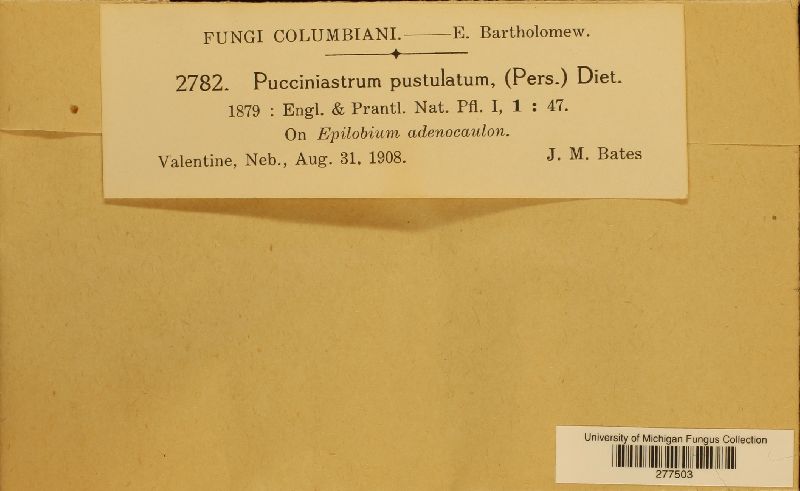 FUNGI COLUMBIANI.——E. Bartholomew.
2782. Pucciniastrum pustulatum, (Pers.) Diet.
1879 : Engl. & Prantl. Nat. Pfl. I, 1 : 47.
On Epilobium adenocaulon.
Valentine, Neb., Aug. 31, 1908. J. M. Bates
University of Michigan Fungus Collection
277503